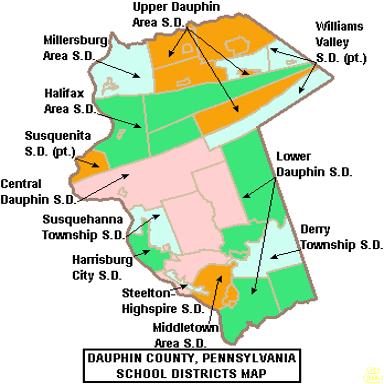 Upper Dauphin
Area S.D.
Williams
Valley
S.D. (pt.)
Millersburg
Area S.D.
Halifax
Area S.D.
Susquenita
S.D. (pt.)
Central
Dauphin S.D.
Lower
Dauphin S.D.
Susquehanna
Township S.D.
Derry
Township S.D.
Harrisburg
City S.D.
Steelton-
Highspire S.D.
Middletown
Area S.D.
DAUPHIN COUNTY, PENNSYLVANIA
SCHOOL DISTRICTS MAP